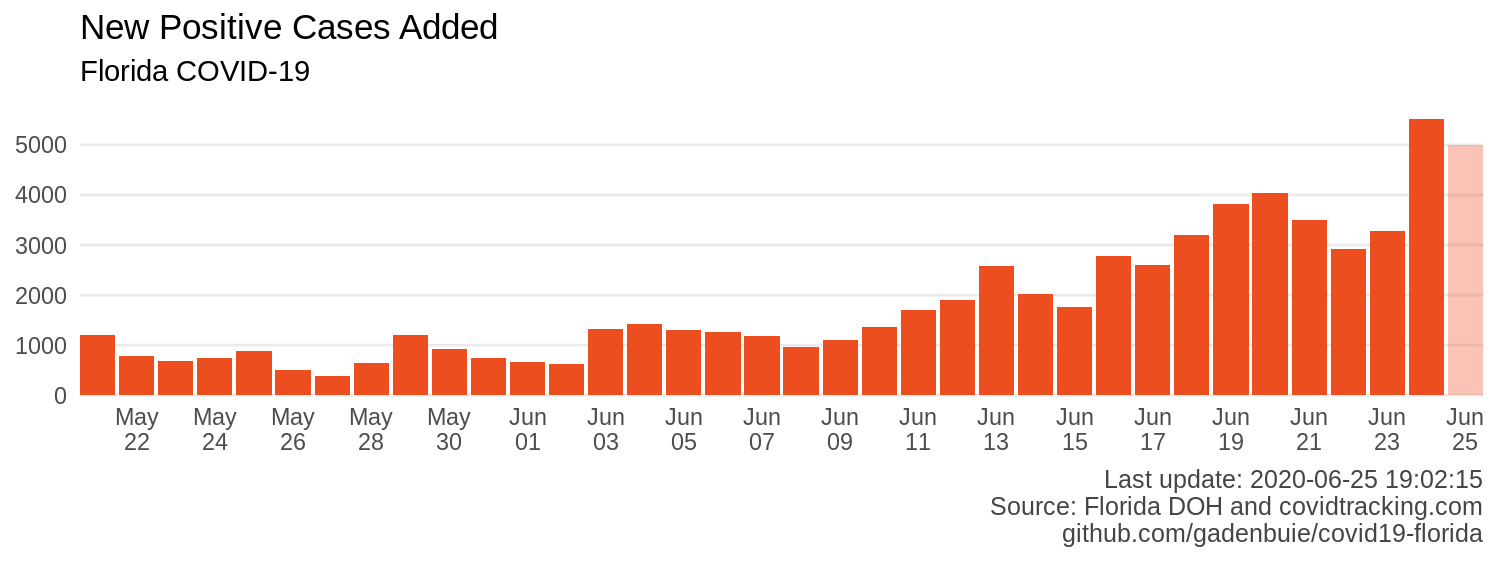 New Positive Cases Added
Florida COVID-19
5000
4000
3000
2000
1000
0
May May May May May Jun Jun Jun Jun Jun Jun Jun Jun Jun Jun Jun Jun Jun
22 24 26 28 30 01 03 05 07 09 11 13 15 17 19 21 23 25
Last update: 2020-06-25 19:02:15
Source: Florida DOH and covidtracking.com
github.com/gadenbuie/covid19-florida